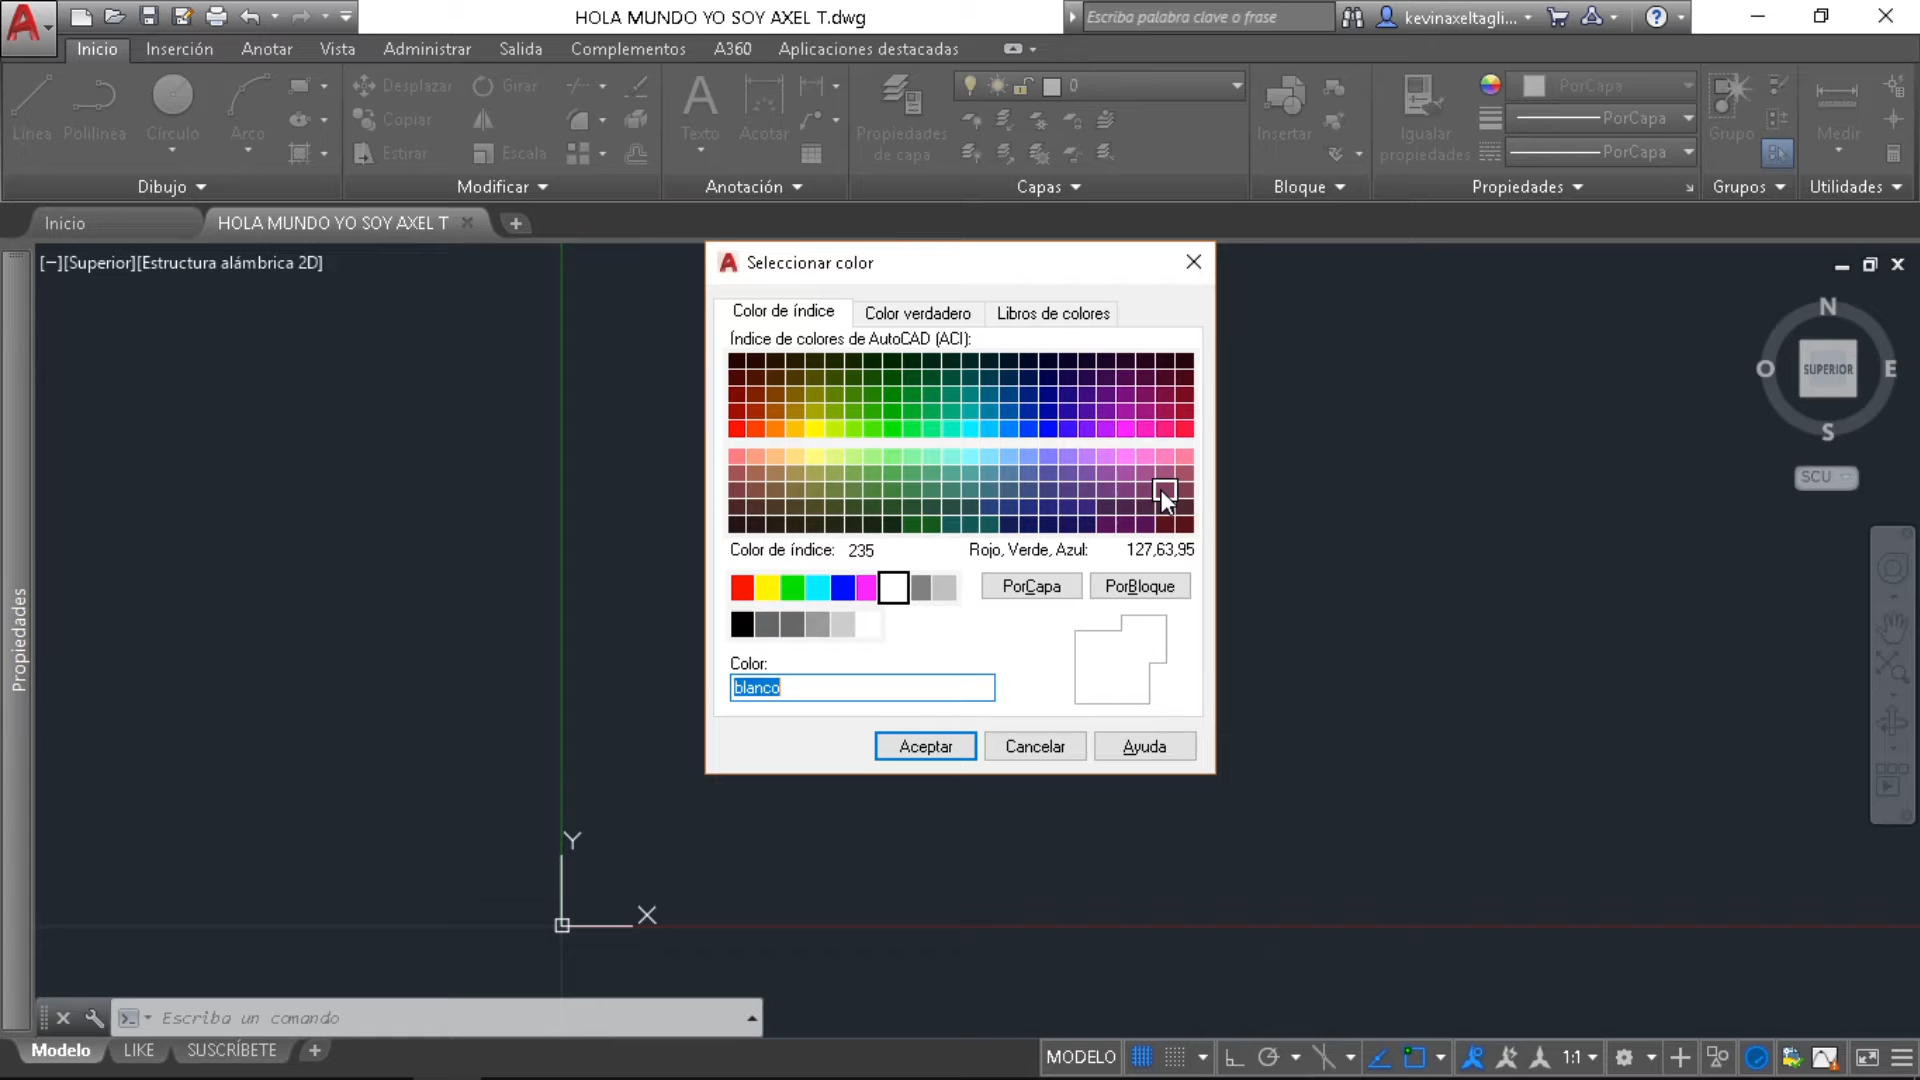 HOLA MUNDO YO SOY AXEL T.dwg
Escriba palabra clave o frase
kevinaxeltagli...
Inicio
Inserción
Anotar
Vista
Administrar
Salida
Complementos
A360
Aplicaciones destacadas
Línea
Polilínea
Círculo
Arco
Desplazar
Girar
Copiar
Estirar
Escala
Texto
Acotar
Propiedades
de capa
0
Insertar
Igualar
propiedades
PorCapa
PorCapa
PorCapa
Grupo
Medir
Dibujo
Modificar
Anotación
Capas
Bloque
Propiedades
Grupos
Utilidades
Inicio
HOLA MUNDO YO SOY AXEL T
[−][Superior][Estructura alámbrica 2D]
Propiedades
Seleccionar color
Color de índice
Color verdadero
Libros de colores
Índice de colores de AutoCAD (ACI):
Color de índice: 235
Rojo, Verde, Azul: 127,63,95
PorCapa
PorBloque
Color:
blanco
Aceptar
Cancelar
Ayuda
N
O
SUPERIOR
E
S
SCU
Y
X
Escriba un comando
Modelo
LIKE
SUSCRÍBETE
MODELO
1:1